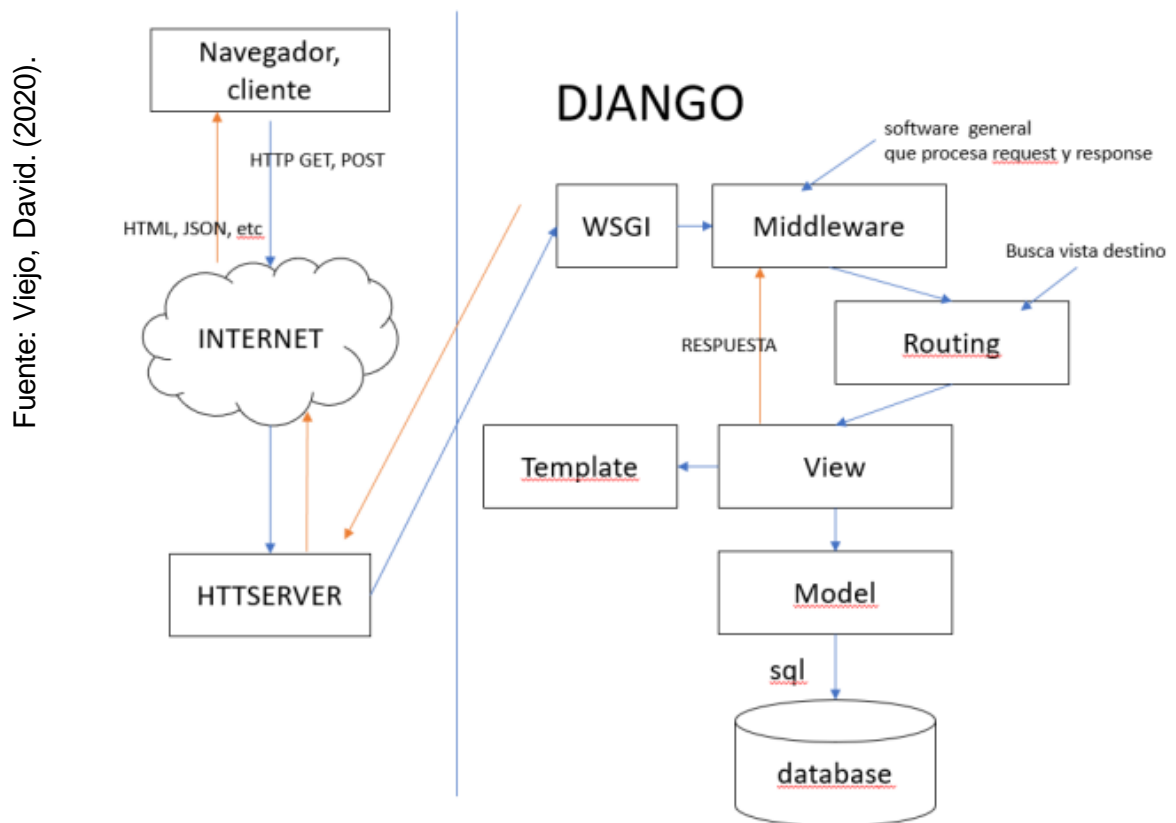 Fuente: Viejo, David. (2020).
Navegador,
cliente
HTTP GET, POST
HTML, JSON, etc
INTERNET
HTTSERVER
DJANGO
software general
que procesa request y response
WSGI
Middleware
Busca vista destino
Routing
RESPUESTA
Template
View
Model
sql
database